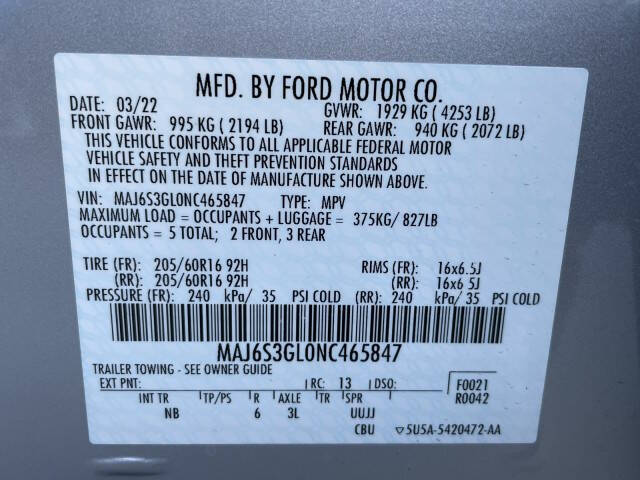 MFD. BY FORD MOTOR CO.
DATE: 03/22 GVWR: 1929 KG ( 4253 LB)
FRONT GAWR: 995 KG ( 2194 LB) REAR GAWR: 940 KG ( 2072 LB)
THIS VEHICLE CONFORMS TO ALL APPLICABLE FEDERAL MOTOR
VEHICLE SAFETY AND THEFT PREVENTION STANDARDS
IN EFFECT ON THE DATE OF MANUFACTURE SHOWN ABOVE.
VIN: MAJ6S3GL0NC465847 TYPE: MPV
MAXIMUM LOAD = OCCUPANTS + LUGGAGE = 375KG/ 827LB
OCCUPANTS = 5 TOTAL; 2 FRONT, 3 REAR
TIRE (FR): 205/60R16 92H RIMS (FR): 16x6.5J
(RR): 205/60R16 92H (RR): 16x6.5J
PRESSURE (FR): 240 kPa/ 35 PSI COLD (RR): 240 kPa/ 35 PSI COLD
MAJ6S3GL0NC465847
TRAILER TOWING - SEE OWNER GUIDE
EXT PNT: RC: 13 DSO: F0021
R0042
INT TR TP/PS R AXLE TR SPR
NB 6 3L UUJJ
CBU ▽5U5A-5420472-AA